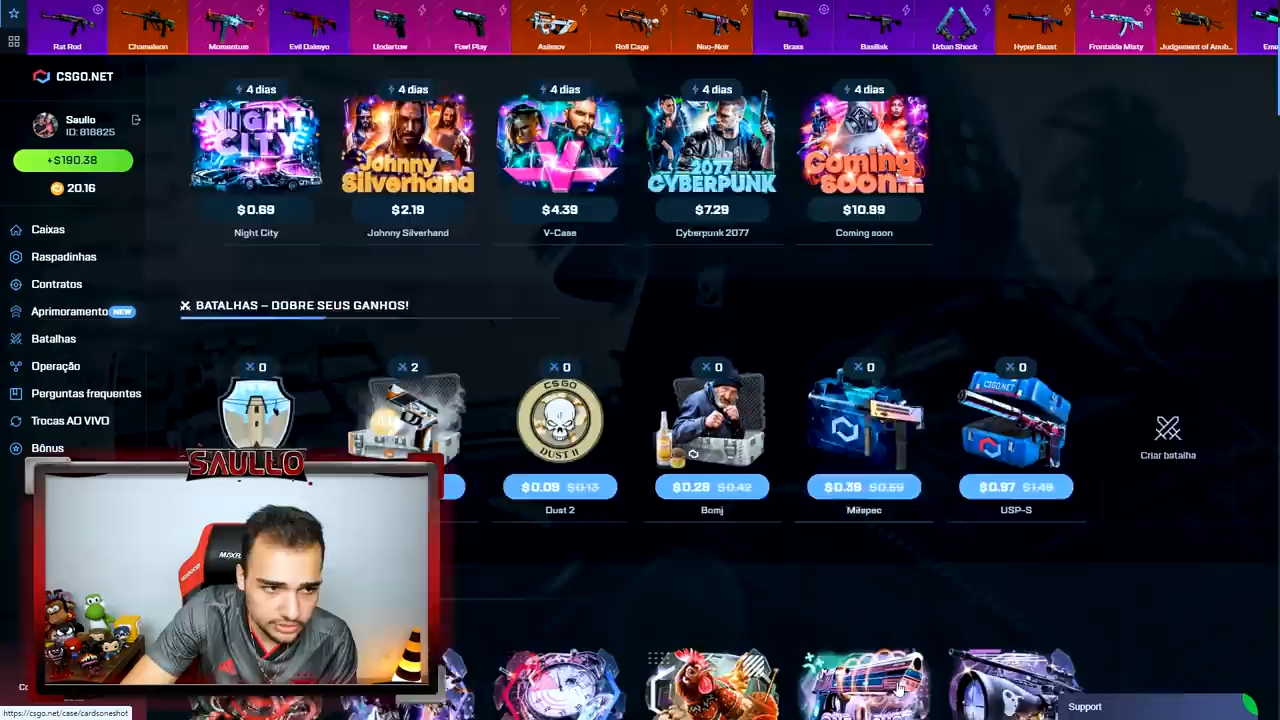 Rat Rod
Chameleon
Momentum
Evil Daimyo
Undertow
Fowl Play
Asiimov
Roll Cage
Neo-Noir
Brass
Basilisk
Urban Shock
Hyper Beast
Frontside Misty
Judgement of Anub...
CSGO.NET
Saullo
ID: 818825
+$190.38
20.16
Caixas
Raspadinhas
Contratos
Aprimoramento NEW
Batalhas
Operação
Perguntas frequentes
Trocas AO VIVO
Bônus
4 dias
4 dias
4 dias
4 dias
4 dias
NIGHT CITY
Johnny Silverhand
V
2077 CYBERPUNK
Coming soon...
$0.69
$2.19
$4.39
$7.29
$10.99
Night City
Johnny Silverhand
V-Case
Cyberpunk 2077
Coming soon
BATALHAS – DOBRE SEUS GANHOS!
0
2
0
0
0
0
CS GO
DUST II
CSGO.NET
Criar batalha
$0.09 $0.13
$0.28 $0.42
$0.39 $0.59
$0.97 $1.49
Dust 2
Bomj
Milspec
USP-S
SAULLO
Support
https://csgo.net/case/cardsoneshot